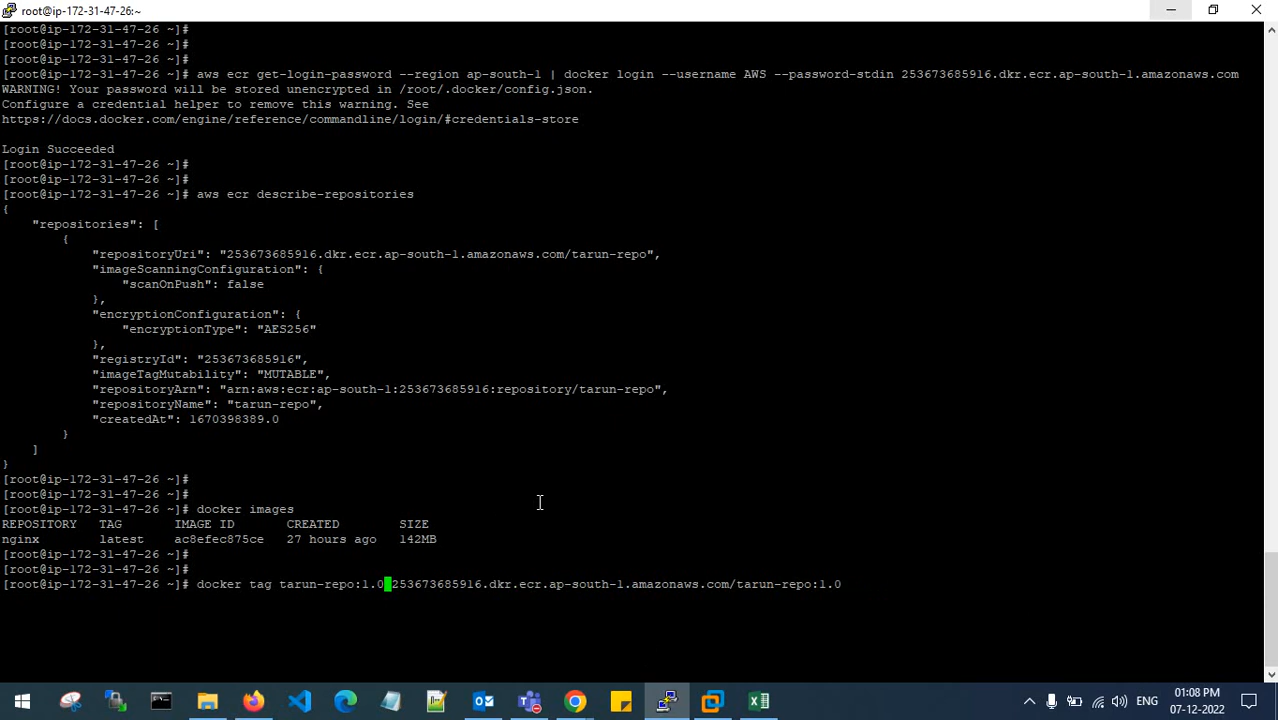 root@ip-172-31-47-26:~
[root@ip-172-31-47-26 ~]#
[root@ip-172-31-47-26 ~]#
[root@ip-172-31-47-26 ~]#
[root@ip-172-31-47-26 ~]# aws ecr get-login-password --region ap-south-1 | docker login --username AWS --password-stdin 253673685916.dkr.ecr.ap-south-1.amazonaws.com
WARNING! Your password will be stored unencrypted in /root/.docker/config.json.
Configure a credential helper to remove this warning. See
https://docs.docker.com/engine/reference/commandline/login/#credentials-store
Login Succeeded
[root@ip-172-31-47-26 ~]#
[root@ip-172-31-47-26 ~]#
[root@ip-172-31-47-26 ~]# aws ecr describe-repositories
{
"repositories": [
{
"repositoryUri": "253673685916.dkr.ecr.ap-south-1.amazonaws.com/tarun-repo",
"imageScanningConfiguration": {
"scanOnPush": false
},
"encryptionConfiguration": {
"encryptionType": "AES256"
},
"registryId": "253673685916",
"imageTagMutability": "MUTABLE",
"repositoryArn": "arn:aws:ecr:ap-south-1:253673685916:repository/tarun-repo",
"repositoryName": "tarun-repo",
"createdAt": 1670398389.0
}
]
}
[root@ip-172-31-47-26 ~]#
[root@ip-172-31-47-26 ~]#
[root@ip-172-31-47-26 ~]# docker images
REPOSITORY TAG IMAGE ID CREATED SIZE
nginx latest ac8efec875ce 27 hours ago 142MB
[root@ip-172-31-47-26 ~]#
[root@ip-172-31-47-26 ~]#
[root@ip-172-31-47-26 ~]# docker tag tarun-repo:1.0 253673685916.dkr.ecr.ap-south-1.amazonaws.com/tarun-repo:1.0
ENG
01:08 PM
07-12-2022